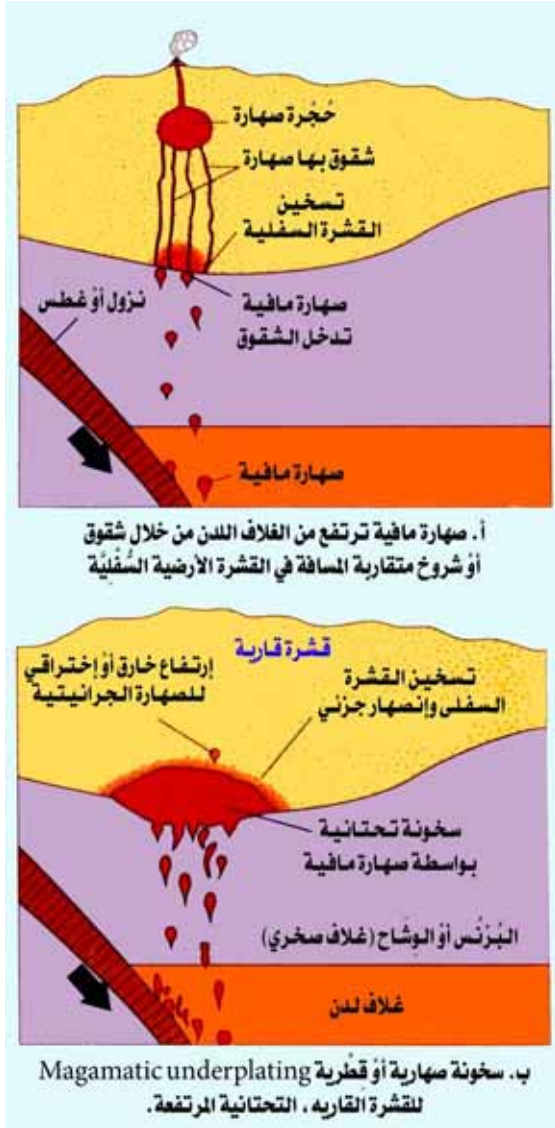 حُجْرة صهارة
شقوق بها صهارة
تسخين
القشرة السفلية
نزول أوْ غطس
صهارة مافية
تدخل الشقوق
صهارة مافية
أ. صهارة مافية ترتفع من الغلاف اللدن من خلال شقوق
أوْ شروخ متقاربة المسافة في القشرة الأرضية السُّفْليَّة
قشرة قارية
إرتفاع خارق أوْ إختراقي
للصهارة الجرانيتية
تسخين القشرة
السفلى وإنصهار جزئي
سخونة تحتانية
بواسطة صهارة مافية
البُرْنُس أوْ الوِشَاح (غلاف صخري)
غلاف لدن
ب. سخونة صهارية أوْ قِطْرية Magamatic underplating
للقشرة القاريه، التحتانية المرتفعة.